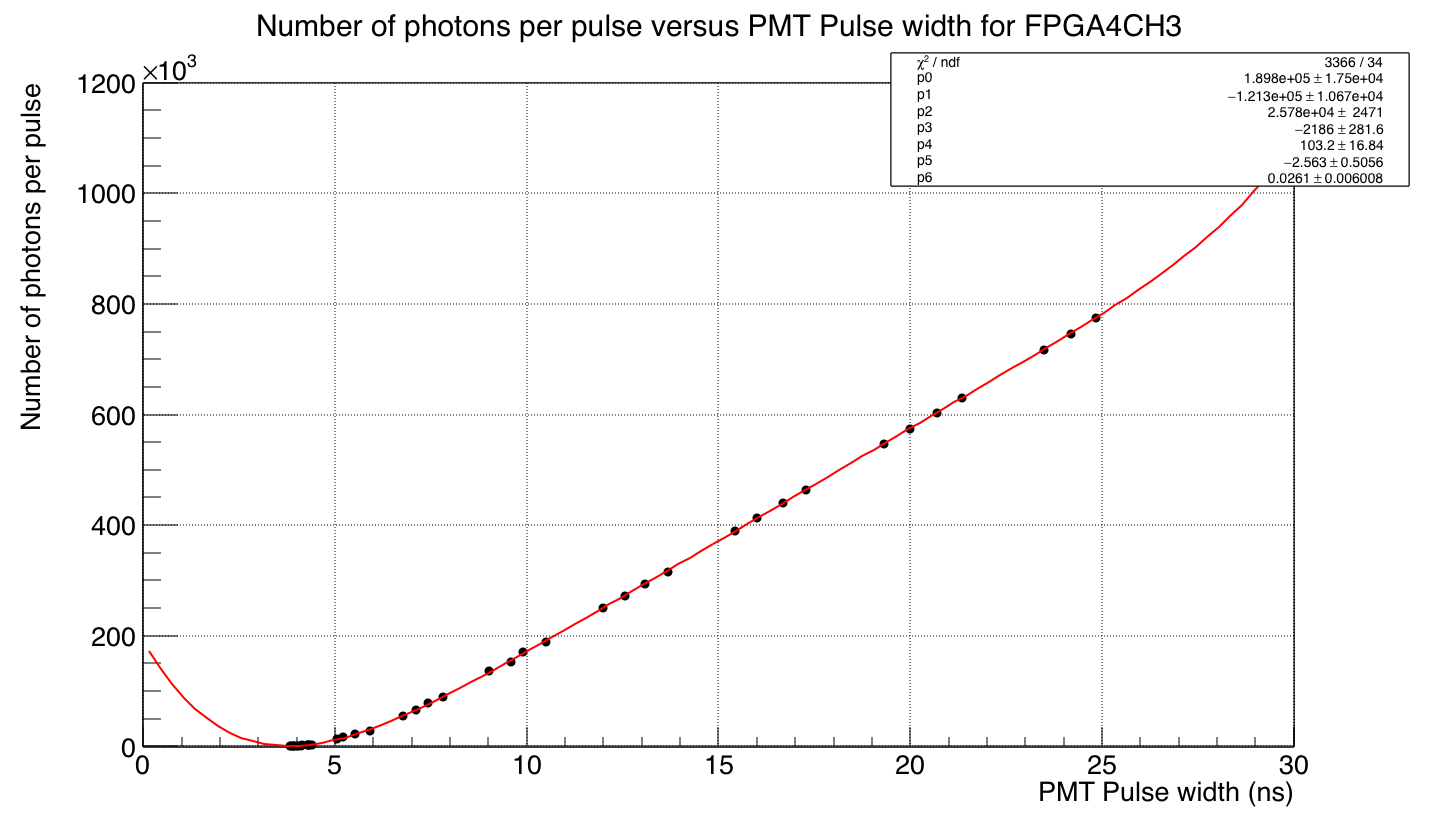 Number of photons per pulse versus PMT Pulse width for FPGA4CH3
×10³
χ² / ndf 3366 / 34
p0 1.898e+05 ± 1.75e+04
p1 −1.213e+05 ± 1.067e+04
p2 2.578e+04 ± 2471
p3 −2186 ± 281.6
p4 103.2 ± 16.84
p5 −2.563 ± 0.5056
p6 0.0261 ± 0.006008
Number of photons per pulse
1200
1000
800
600
400
200
0
0 5 10 15 20 25 30
PMT Pulse width (ns)